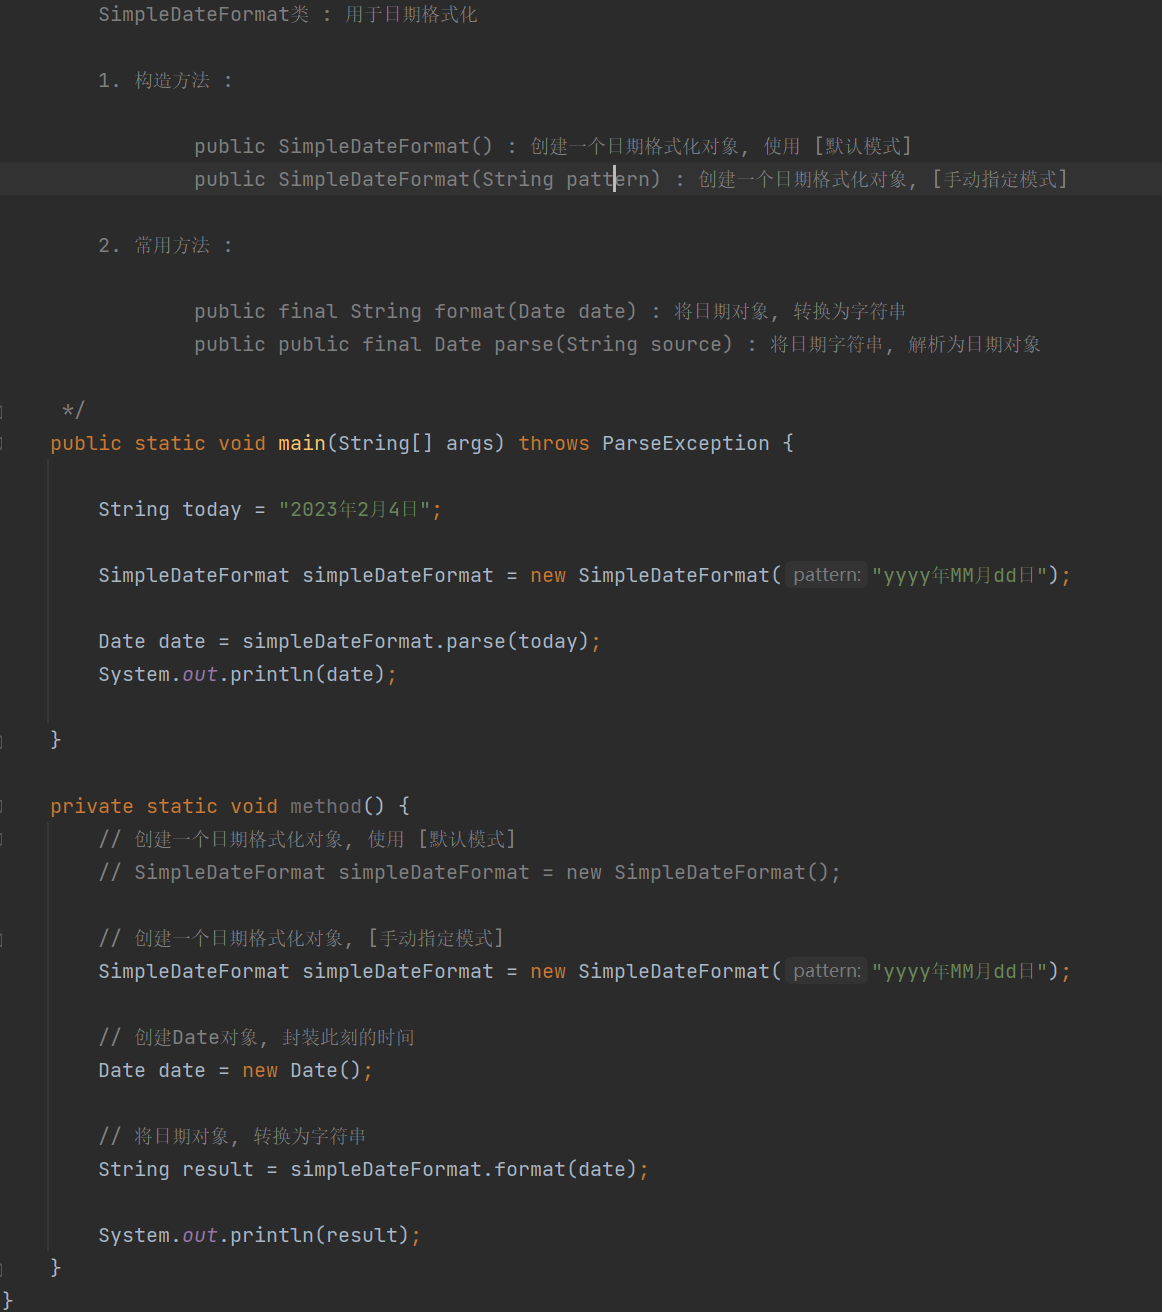 SimpleDateFormat类 : 用于日期格式化
1. 构造方法 :
public SimpleDateFormat() : 创建一个日期格式化对象, 使用 [默认模式]
public SimpleDateFormat(String pattern) : 创建一个日期格式化对象, [手动指定模式]
2. 常用方法 :
public final String format(Date date) : 将日期对象, 转换为字符串
public public final Date parse(String source) : 将日期字符串, 解析为日期对象
*/
public static void main(String[] args) throws ParseException {
String today = "2023年2月4日";
SimpleDateFormat simpleDateFormat = new SimpleDateFormat( pattern: "yyyy年MM月dd日");
Date date = simpleDateFormat.parse(today);
System.out.println(date);
}
private static void method() {
// 创建一个日期格式化对象, 使用 [默认模式]
// SimpleDateFormat simpleDateFormat = new SimpleDateFormat();
// 创建一个日期格式化对象, [手动指定模式]
SimpleDateFormat simpleDateFormat = new SimpleDateFormat( pattern: "yyyy年MM月dd日");
// 创建Date对象, 封装此刻的时间
Date date = new Date();
// 将日期对象, 转换为字符串
String result = simpleDateFormat.format(date);
System.out.println(result);
}
}